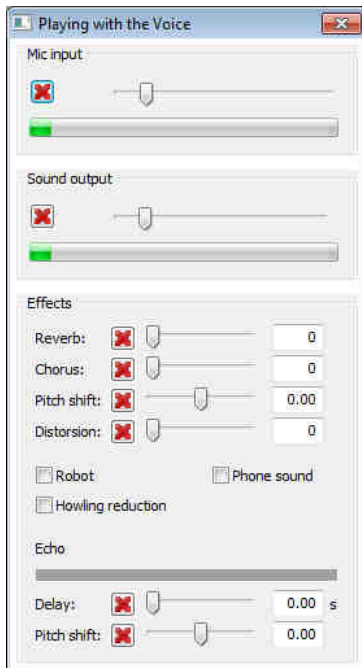 Playing with the Voice
Mic input
Sound output
Effects
Reverb: 0
Chorus: 0
Pitch shift: 0.00
Distorsion: 0
Robot Phone sound
Howling reduction
Echo
Delay: 0.00 s
Pitch shift: 0.00